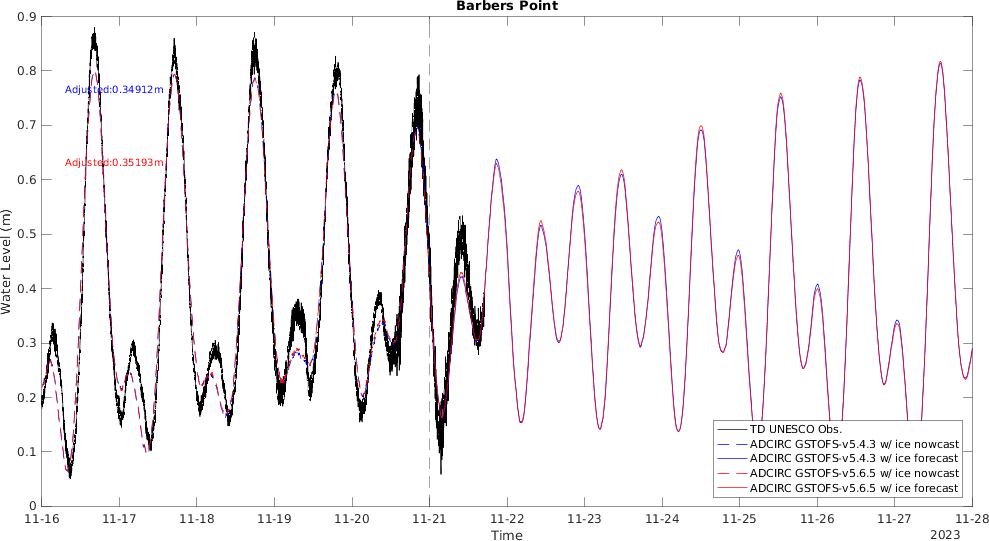 Barbers Point
0.9
0.8
0.7
0.6
0.5
0.4
0.3
0.2
0.1
0
Water Level (m)
Adjusted:0.34912m
Adjusted:0.35193m
TD UNESCO Obs.
ADCIRC GSTOFS-v5.4.3 w/ ice nowcast
ADCIRC GSTOFS-v5.4.3 w/ ice forecast
ADCIRC GSTOFS-v5.6.5 w/ ice nowcast
ADCIRC GSTOFS-v5.6.5 w/ ice forecast
11-16 11-17 11-18 11-19 11-20 11-21 11-22 11-23 11-24 11-25 11-26 11-27 11-28
Time
2023